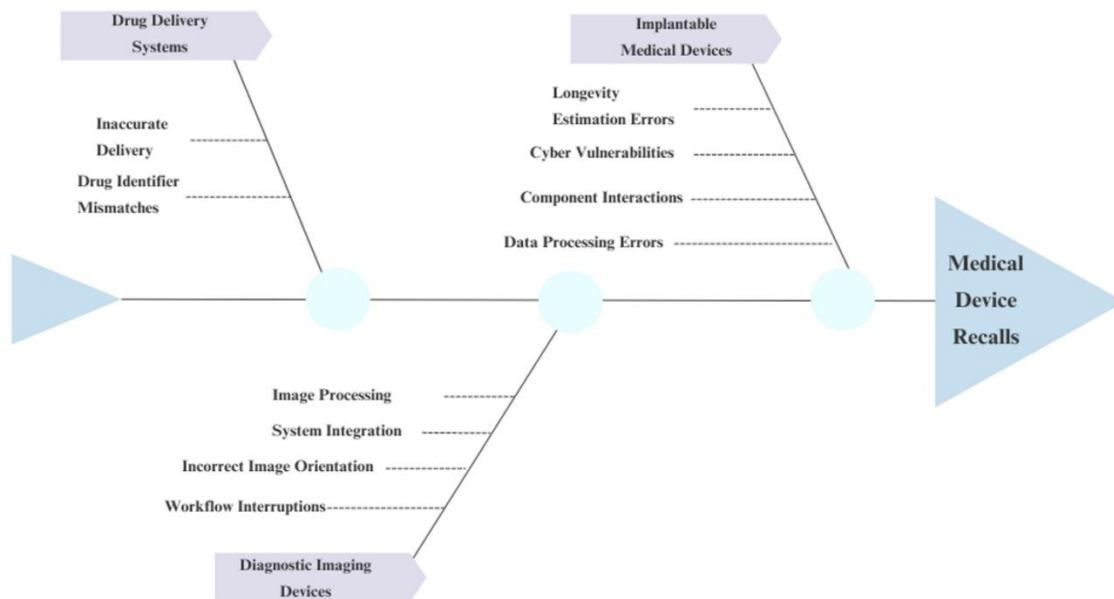 Drug Delivery
Systems
Inaccurate
Delivery
Drug Identifier
Mismatches
Implantable
Medical Devices
Longevity
Estimation Errors
Cyber Vulnerabilities
Component Interactions
Data Processing Errors
Medical
Device
Recalls
Image Processing
System Integration
Incorrect Image Orientation
Workflow Interruptions
Diagnostic Imaging
Devices